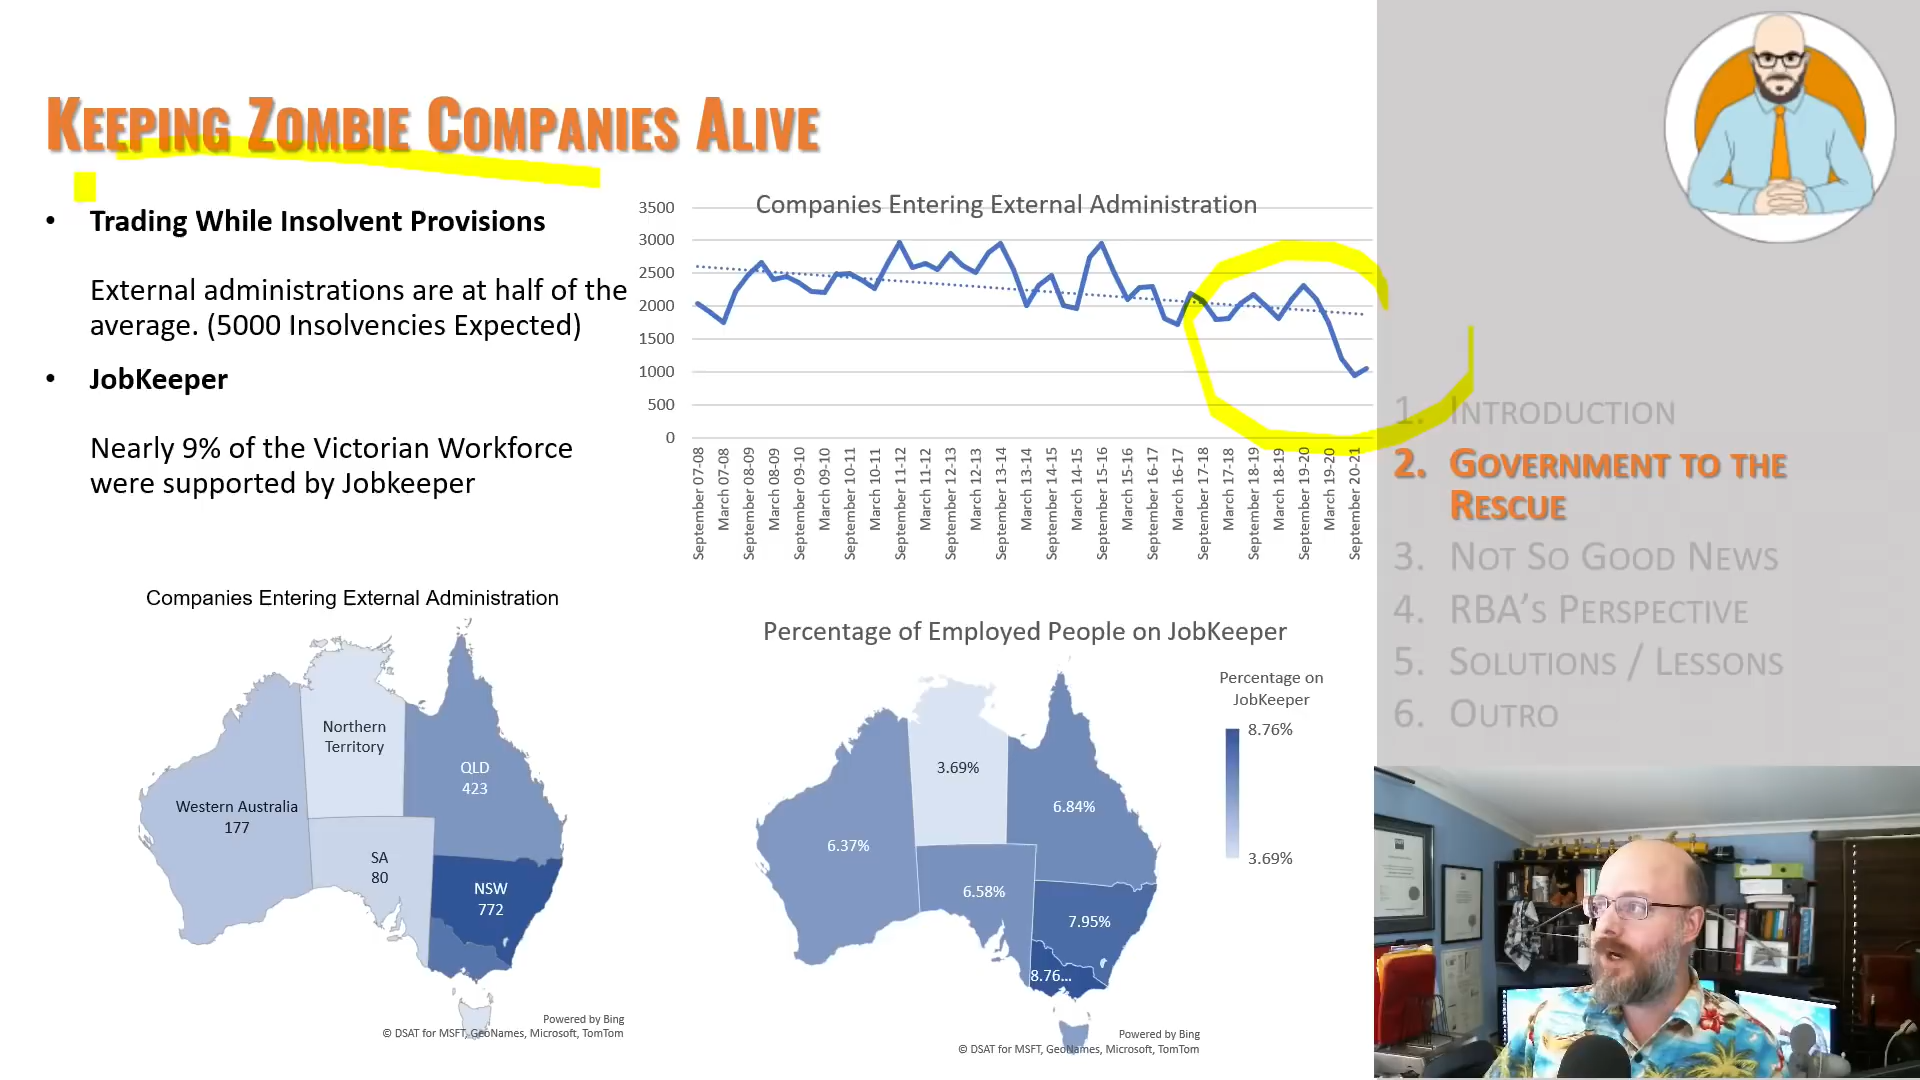 KEEPING ZOMBIE COMPANIES ALIVE
• Trading While Insolvent Provisions
External administrations are at half of the
average. (5000 Insolvencies Expected)
• JobKeeper
Nearly 9% of the Victorian Workforce
were supported by Jobkeeper
Companies Entering External Administration
3500
3000
2500
2000
1500
1000
500
0
September 07-08
March 07-08
September 08-09
March 08-09
September 09-10
March 09-10
September 10-11
March 10-11
September 11-12
March 11-12
September 12-13
March 12-13
September 13-14
March 13-14
September 14-15
March 14-15
September 15-16
March 15-16
September 16-17
March 16-17
September 17-18
March 17-18
September 18-19
March 18-19
September 19-20
March 19-20
September 20-21
Companies Entering External Administration
Northern
Territory
QLD
423
Western Australia
177
SA
80
NSW
772
Powered by Bing
© DSAT for MSFT, GeoNames, Microsoft, TomTom
Percentage of Employed People on JobKeeper
Percentage on
JobKeeper
8.76%
3.69%
3.69%
6.84%
6.37%
6.58%
7.95%
8.76...
Powered by Bing
© DSAT for MSFT, GeoNames, Microsoft, TomTom
1. INTRODUCTION
2. GOVERNMENT TO THE
RESCUE
3. NOT SO GOOD NEWS
4. RBA'S PERSPECTIVE
5. SOLUTIONS / LESSONS
6. OUTRO